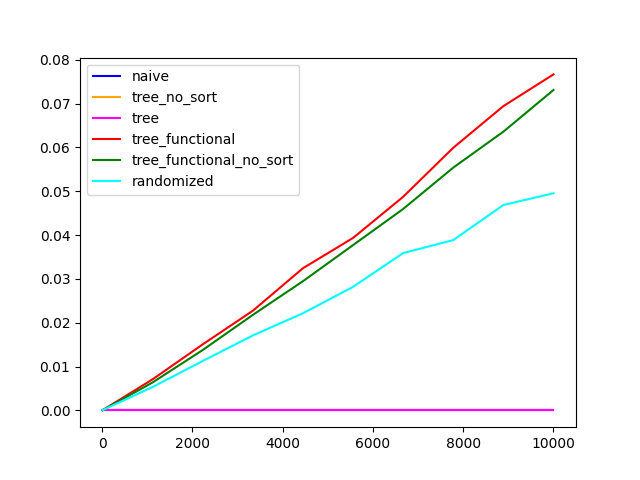 0.08
0.07
0.06
0.05
0.04
0.03
0.02
0.01
0.00
naive
tree_no_sort
tree
tree_functional
tree_functional_no_sort
randomized
0 2000 4000 6000 8000 10000